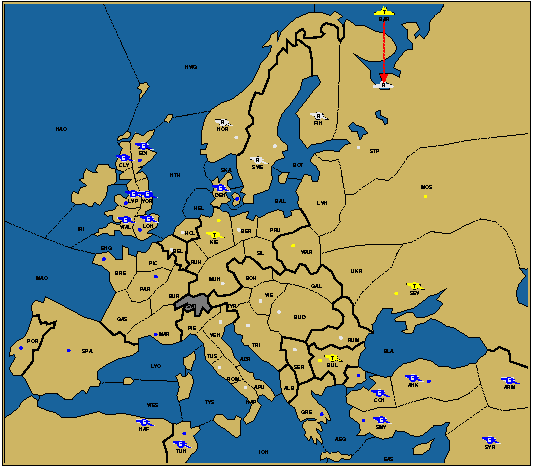 BAR
NWG
NAO
NOR
FIN
STP
EDI
CLY
SKA
SWE
BOT
NTH
DEN
MOS
LVP
YOR
HEL
BAL
LVN
WAL
LON
IRI
HOL
KIE
BER
PRU
ENG
BEL
RUH
SIL
WAR
MAO
BRE
PIC
MUN
BOH
GAL
UKR
PAR
BUR
SWI
TYR
VIE
BUD
SEV
GAS
MAR
PIE
VEN
TRI
RUM
BLA
POR
SPA
LYO
TUS
ADR
SER
BUL
ROM
APU
ALB
ANK
ARM
WES
TYS
NAP
GRE
CON
SMY
NAF
TUN
ION
AEG
EAS
SYR